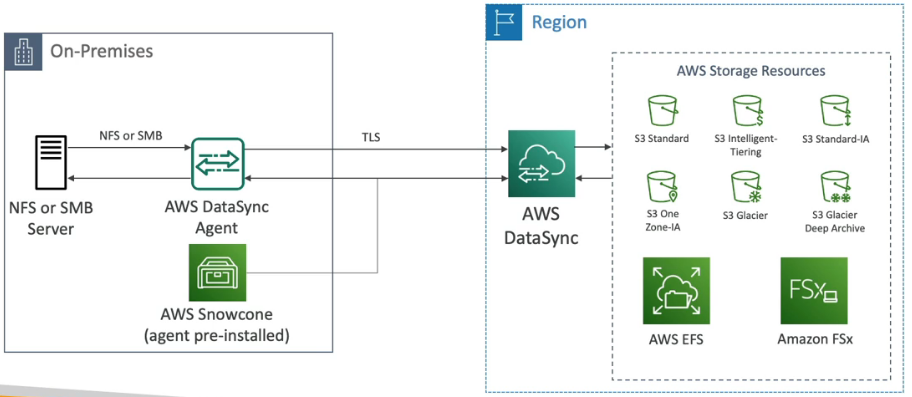 Region
On-Premises
AWS Storage Resources
NFS or SMB
TLS
S3 Standard
S3 Intelligent-
Tiering
S3 Standard-IA
NFS or SMB
Server
AWS DataSync
Agent
AWS
DataSync
S3 One
Zone-IA
S3 Glacier
S3 Glacier
Deep Archive
AWS Snowcone
(agent pre-installed)
FSx
AWS EFS
Amazon FSx